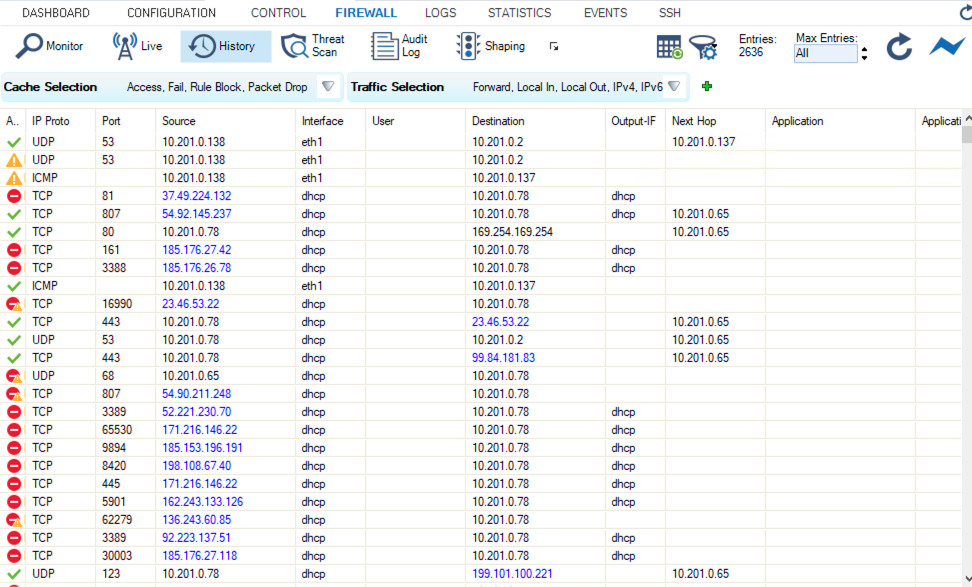 DASHBOARD CONFIGURATION CONTROL FIREWALL LOGS STATISTICS EVENTS SSH
Monitor Live History Threat Scan Audit Log Shaping Entries: 2636 Max Entries: All
Cache Selection Access, Fail, Rule Block, Packet Drop Traffic Selection Forward, Local In, Local Out, IPv4, IPv6
A.. IP Proto Port Source Interface User Destination Output-IF Next Hop Application Applicati
UDP 53 10.201.0.138 eth1 10.201.0.2 10.201.0.137
UDP 53 10.201.0.138 eth1 10.201.0.2
ICMP 10.201.0.138 eth1 10.201.0.137
TCP 81 37.49.224.132 dhcp 10.201.0.78 dhcp
TCP 807 54.92.145.237 dhcp 10.201.0.78 dhcp 10.201.0.65
TCP 80 10.201.0.78 dhcp 169.254.169.254 10.201.0.65
TCP 161 185.176.27.42 dhcp 10.201.0.78 dhcp
TCP 3388 185.176.26.78 dhcp 10.201.0.78 dhcp
ICMP 10.201.0.138 eth1 10.201.0.137
TCP 16990 23.46.53.22 dhcp 10.201.0.78
TCP 443 10.201.0.78 dhcp 23.46.53.22 10.201.0.65
UDP 53 10.201.0.78 dhcp 10.201.0.2 10.201.0.65
TCP 443 10.201.0.78 dhcp 99.84.181.83 10.201.0.65
UDP 68 10.201.0.65 dhcp 10.201.0.78
TCP 807 54.90.211.248 dhcp 10.201.0.78
TCP 3389 52.221.230.70 dhcp 10.201.0.78 dhcp
TCP 65530 171.216.146.22 dhcp 10.201.0.78 dhcp
TCP 9894 185.153.196.191 dhcp 10.201.0.78 dhcp
TCP 8420 198.108.67.40 dhcp 10.201.0.78 dhcp
TCP 445 171.216.146.22 dhcp 10.201.0.78 dhcp
TCP 5901 162.243.133.126 dhcp 10.201.0.78 dhcp
TCP 62279 136.243.60.85 dhcp 10.201.0.78
TCP 3389 92.223.137.51 dhcp 10.201.0.78 dhcp
TCP 30003 185.176.27.118 dhcp 10.201.0.78 dhcp
UDP 123 10.201.0.78 dhcp 199.101.100.221 10.201.0.65